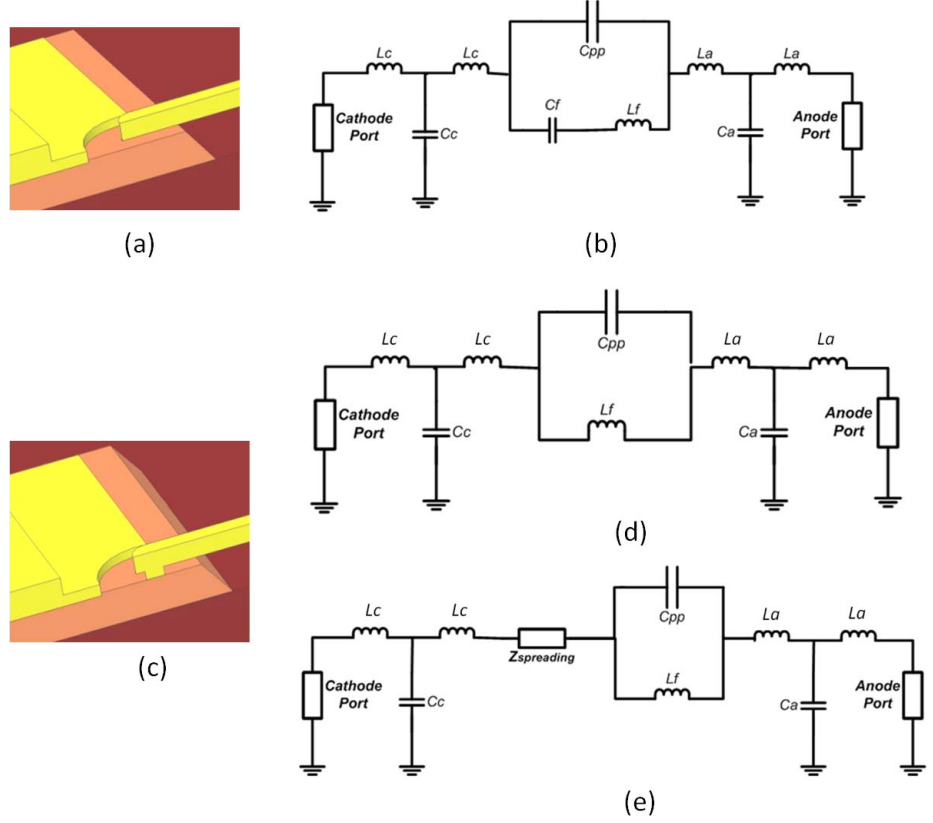 Cpp
Lc
Lc
La
La
Cf
Lf
Cathode
Port
Cc
Ca
Anode
Port
(a)
(b)
Cpp
Lc
Lc
La
La
Lf
Cathode
Port
Cc
Ca
Anode
Port
(c)
(d)
Cpp
Lc
Lc
Zspreading
La
La
Lf
Cathode
Port
Cc
Ca
Anode
Port
(e)